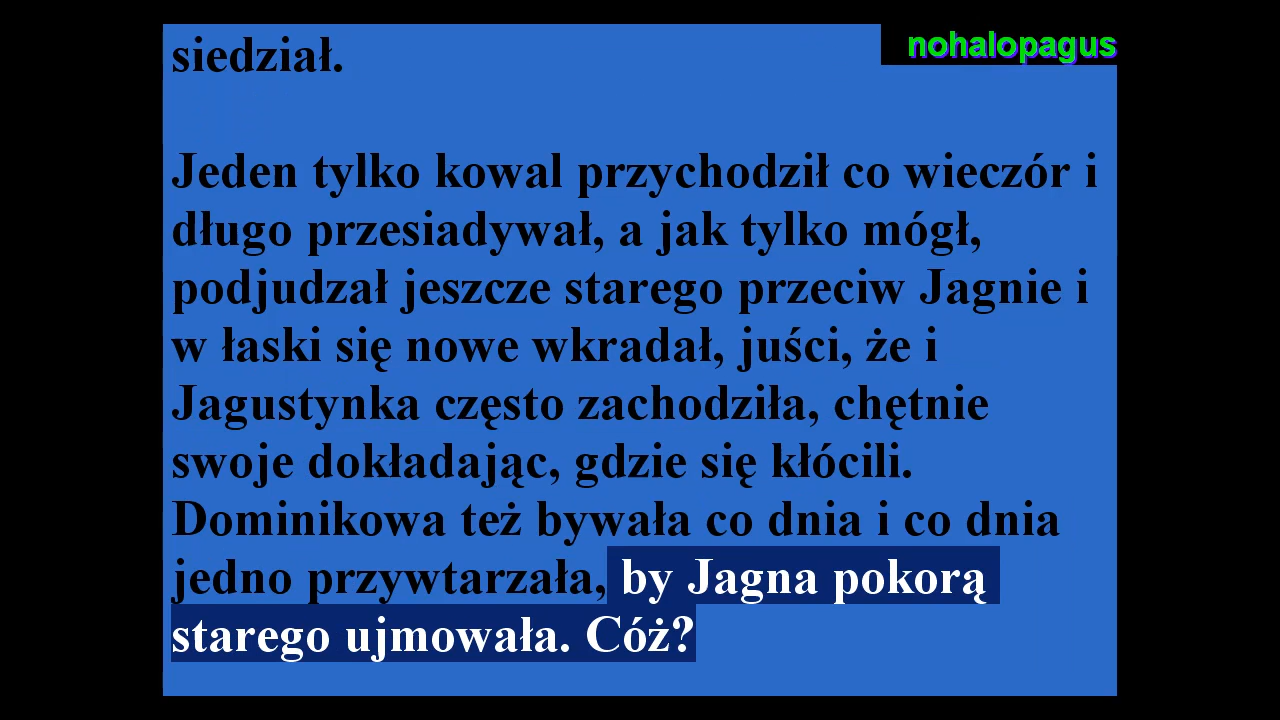 siedział.
nohalopagus
Jeden tylko kowal przychodził co wieczór i
długo przesiadywał, a jak tylko mógł,
podjudzał jeszcze starego przeciw Jagnie i
w łaski się nowe wkradał, juści, że i
Jagustynka często zachodziła, chętnie
swoje dokładając, gdzie się kłócili.
Dominikowa też bywała co dnia i co dnia
jedno przywtarzała, by Jagna pokorą
starego ujmowała. Cóż?